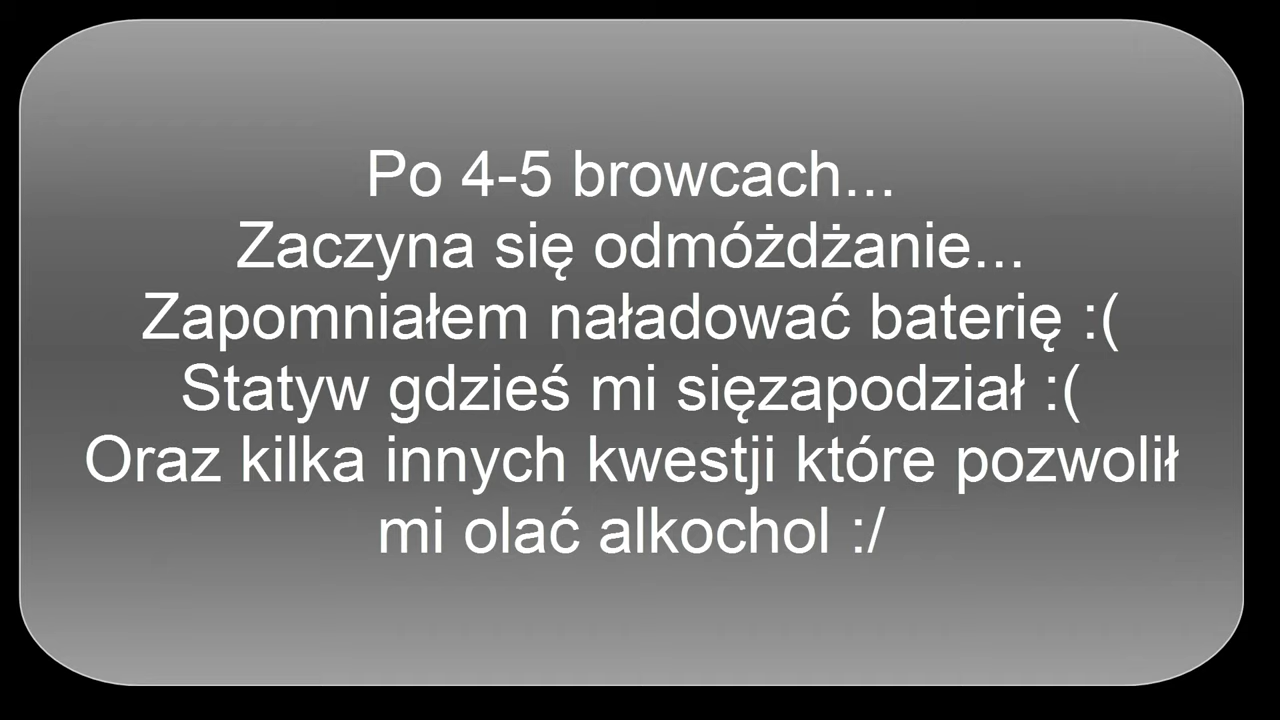 Po 4-5 browcach...
Zaczyna się odmóżdżanie...
Zapomniałem naładować baterię :(
Statyw gdzieś mi sięzapodział :(
Oraz kilka innych kwestji które pozwolił
mi olać alkochol :/